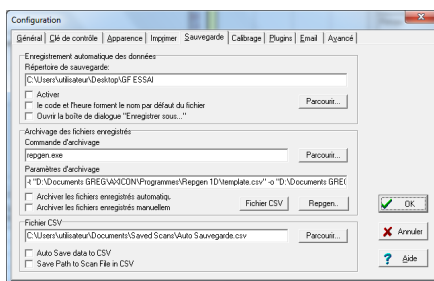 Configuration
Général
Clé de contrôle
Apparence
Imprimer
Sauvegarde
Calibrage
Plugins
Email
Avancé
Enregistrement automatique des données
Répertoire de sauvegarde:
C:\Users\utilisateur\Desktop\GF ESSAI
Parcourir...
Activer
le code et l'heure forment le nom par défaut du fichier
Ouvrir la boîte de dialogue "Enregistrer sous..."
Archivage des fichiers enregistrés
Commande d'archivage
repgen.exe
Parcourir...
Paramètres d'archivage
-t "D:\Documents GREG\AXICON\Programmes\Repgen 1D\template.csv" -o "D:\Documents GREG
Archiver les fichiers enregistrés automatiqu.
Archiver les fichiers enregistrés manuellem
Fichier CSV
Repgen..
OK
Annuler
Aide
Fichier CSV
C:\Users\utilisateur\Documents\Saved Scans\Auto Sauvegarde.csv
Parcourir...
Auto Save data to CSV
Save Path to Scan File in CSV